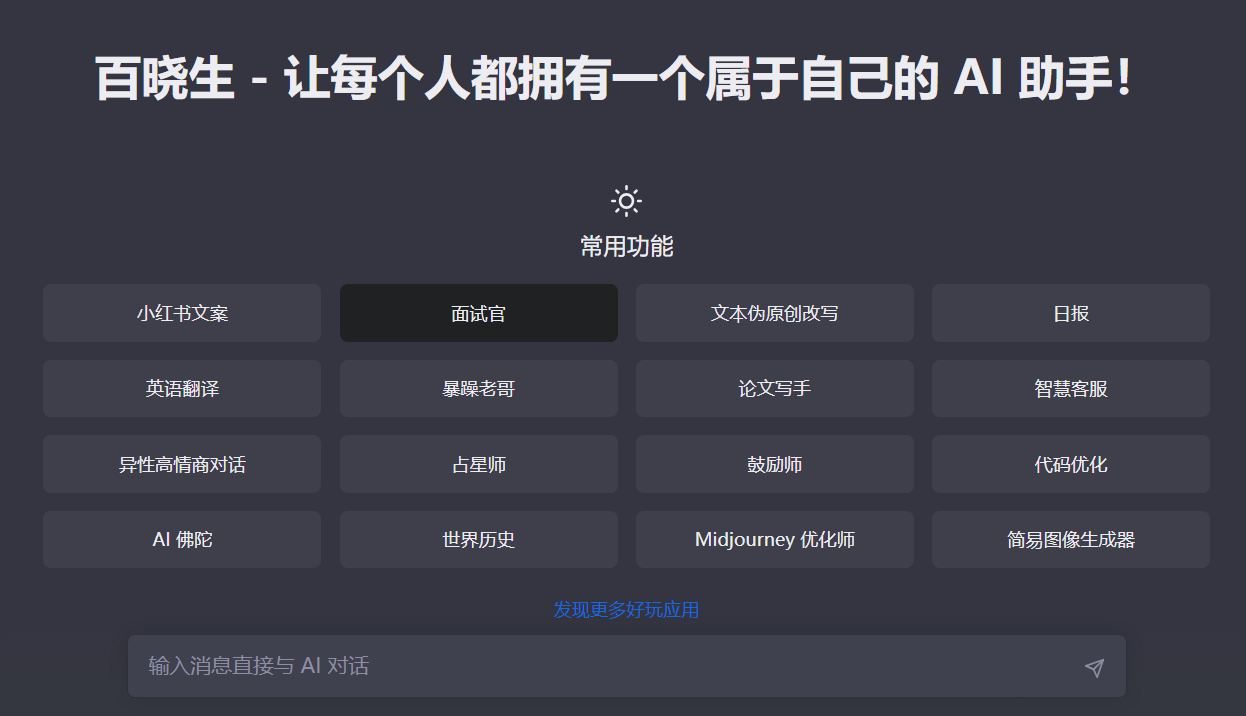 百晓生 - 让每个人都拥有一个属于自己的 AI 助手！
常用功能
小红书文案
面试官
文本伪原创改写
日报
英语翻译
暴躁老哥
论文写手
智慧客服
异性高情商对话
占星师
鼓励师
代码优化
AI 佛陀
世界历史
Midjourney 优化师
简易图像生成器
发现更多好玩应用
输入消息直接与 AI 对话